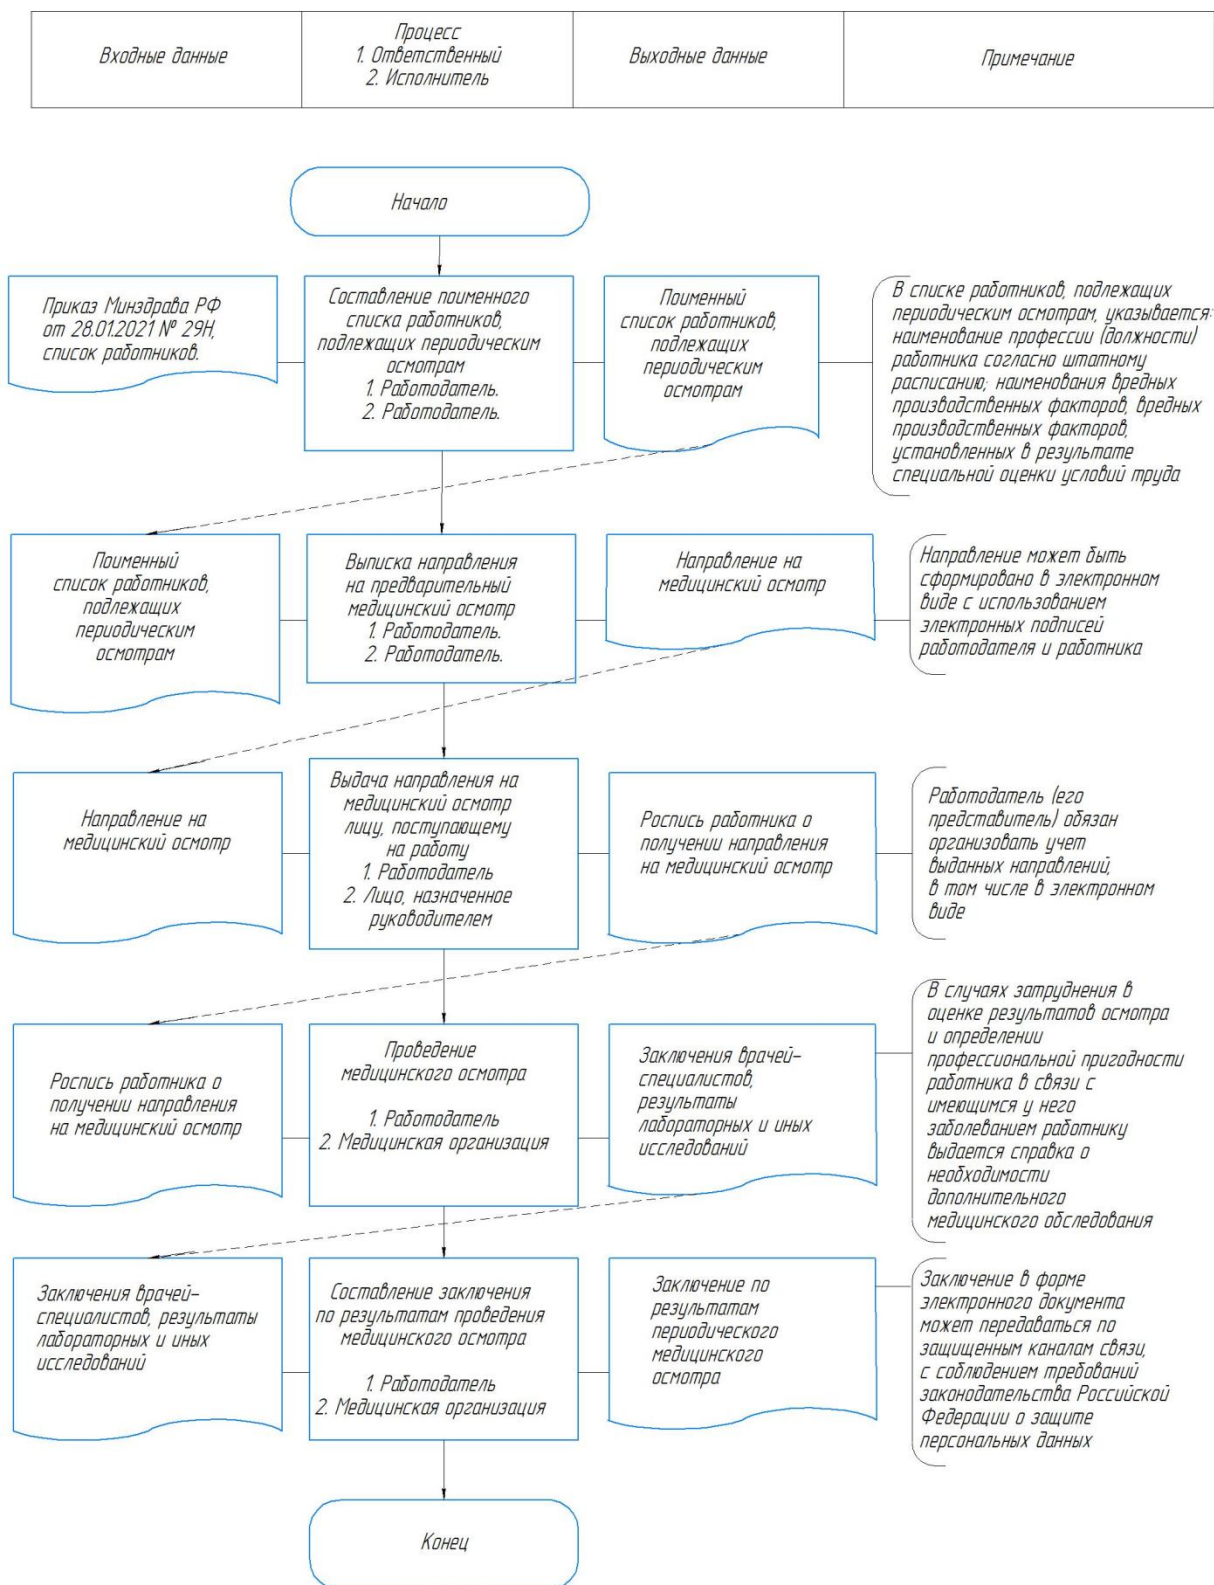 Входные данные
Процесс
1. Ответственный
2. Исполнитель
Выходные данные
Примечание
Начало
Приказ Минздрава РФ
от 28.01.2021 № 29Н,
список работников.
Составление поименного
списка работников,
подлежащих периодическим
осмотрам
1. Работодатель.
2. Работодатель.
Поименный
список работников,
подлежащих
периодическим
осмотрам
В списке работников, подлежащих
периодическим осмотрам, указывается:
наименование профессии (должности)
работника согласно штатному
расписанию; наименования вредных
производственных факторов, вредных
производственных факторов,
установленных в результате
специальной оценки условий труда
Поименный
список работников,
подлежащих
периодическим
осмотрам
Выписка направления
на предварительный
медицинский осмотр
1. Работодатель.
2. Работодатель.
Направление на
медицинский осмотр
Направление может быть
сформировано в электронном
виде с использованием
электронных подписей
работодателя и работника
Направление на
медицинский осмотр
Выдача направления на
медицинский осмотр
лицу, поступающему
на работу
1. Работодатель
2. Лицо, назначенное
руководителем
Роспись работника о
получении направления
на медицинский осмотр
Работодатель (его
представитель) обязан
организовать учет
выданных направлений,
в том числе в электронном
виде
Роспись работника о
получении направления
на медицинский осмотр
Проведение
медицинского осмотра
1. Работодатель
2. Медицинская организация
Заключения врачей-
специалистов,
результаты
лабораторных и иных
исследований
В случаях затруднения в
оценке результатов осмотра
и определении
профессиональной пригодности
работника в связи с
имеющимся у него
заболеванием работнику
выдается справка о
необходимости
дополнительного
медицинского обследования
Заключения врачей-
специалистов, результаты
лабораторных и иных
исследований
Составление заключения
по результатам проведения
медицинского осмотра
1. Работодатель
2. Медицинская организация
Заключение по
результатам
периодического
медицинского
осмотра
Заключение в форме
электронного документа
может передаваться по
защищенным каналам связи,
с соблюдением требований
законодательства Российской
Федерации о защите
персональных данных
Конец